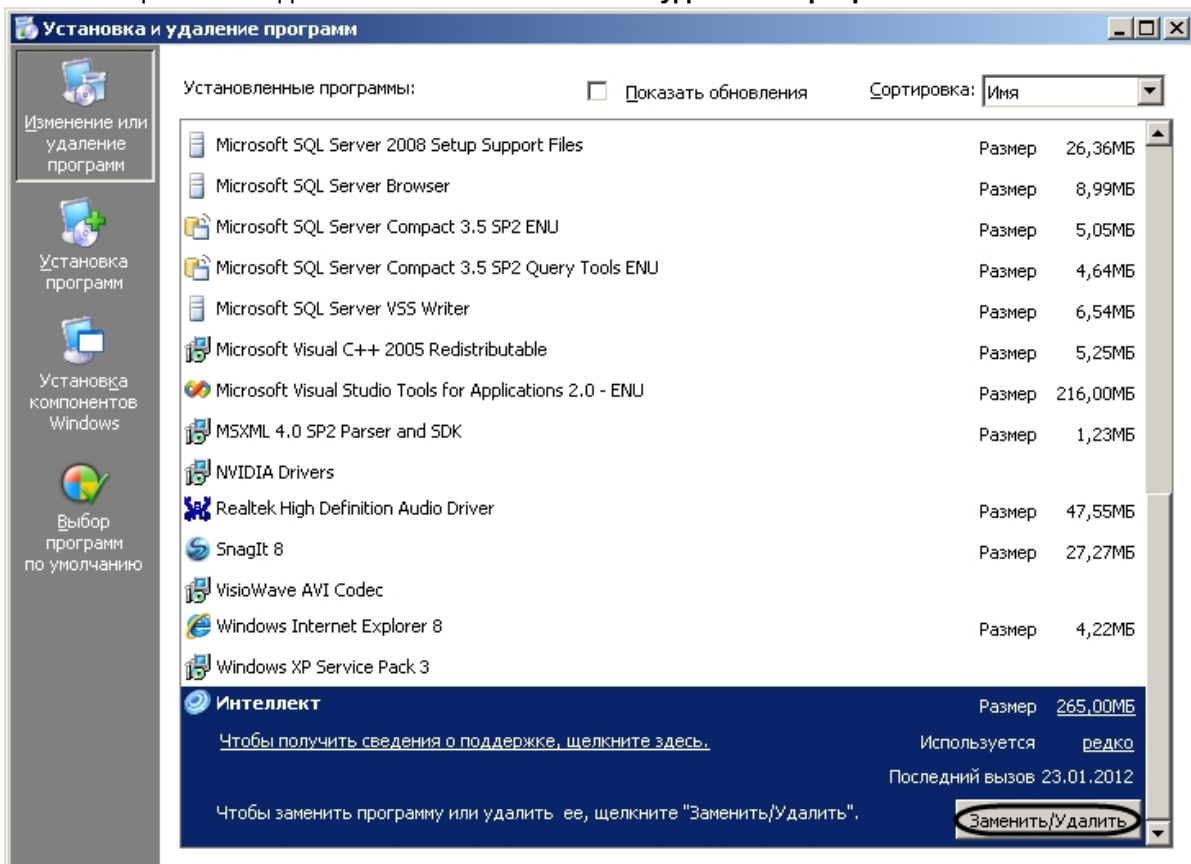 Установка и удаление программ
Изменение или
удаление
программ
Установка
программ
Установка
компонентов
Windows
Выбор
программ
по умолчанию
Установленные программы:
Показать обновления
Сортировка: Имя
Microsoft SQL Server 2008 Setup Support Files Размер 26,36МБ
Microsoft SQL Server Browser Размер 8,99МБ
Microsoft SQL Server Compact 3.5 SP2 ENU Размер 5,05МБ
Microsoft SQL Server Compact 3.5 SP2 Query Tools ENU Размер 4,64МБ
Microsoft SQL Server VSS Writer Размер 6,54МБ
Microsoft Visual C++ 2005 Redistributable Размер 5,25МБ
Microsoft Visual Studio Tools for Applications 2.0 - ENU Размер 216,00МБ
MSXML 4.0 SP2 Parser and SDK Размер 1,23МБ
NVIDIA Drivers
Realtek High Definition Audio Driver Размер 47,55МБ
SnagIt 8 Размер 27,27МБ
VisioWave AVI Codec
Windows Internet Explorer 8 Размер 4,22МБ
Windows XP Service Pack 3
Интеллект Размер 265,00МБ
Чтобы получить сведения о поддержке, щелкните здесь. Используется редко
Последний вызов 23.01.2012
Чтобы заменить программу или удалить ее, щелкните "Заменить/Удалить". Заменить/Удалить